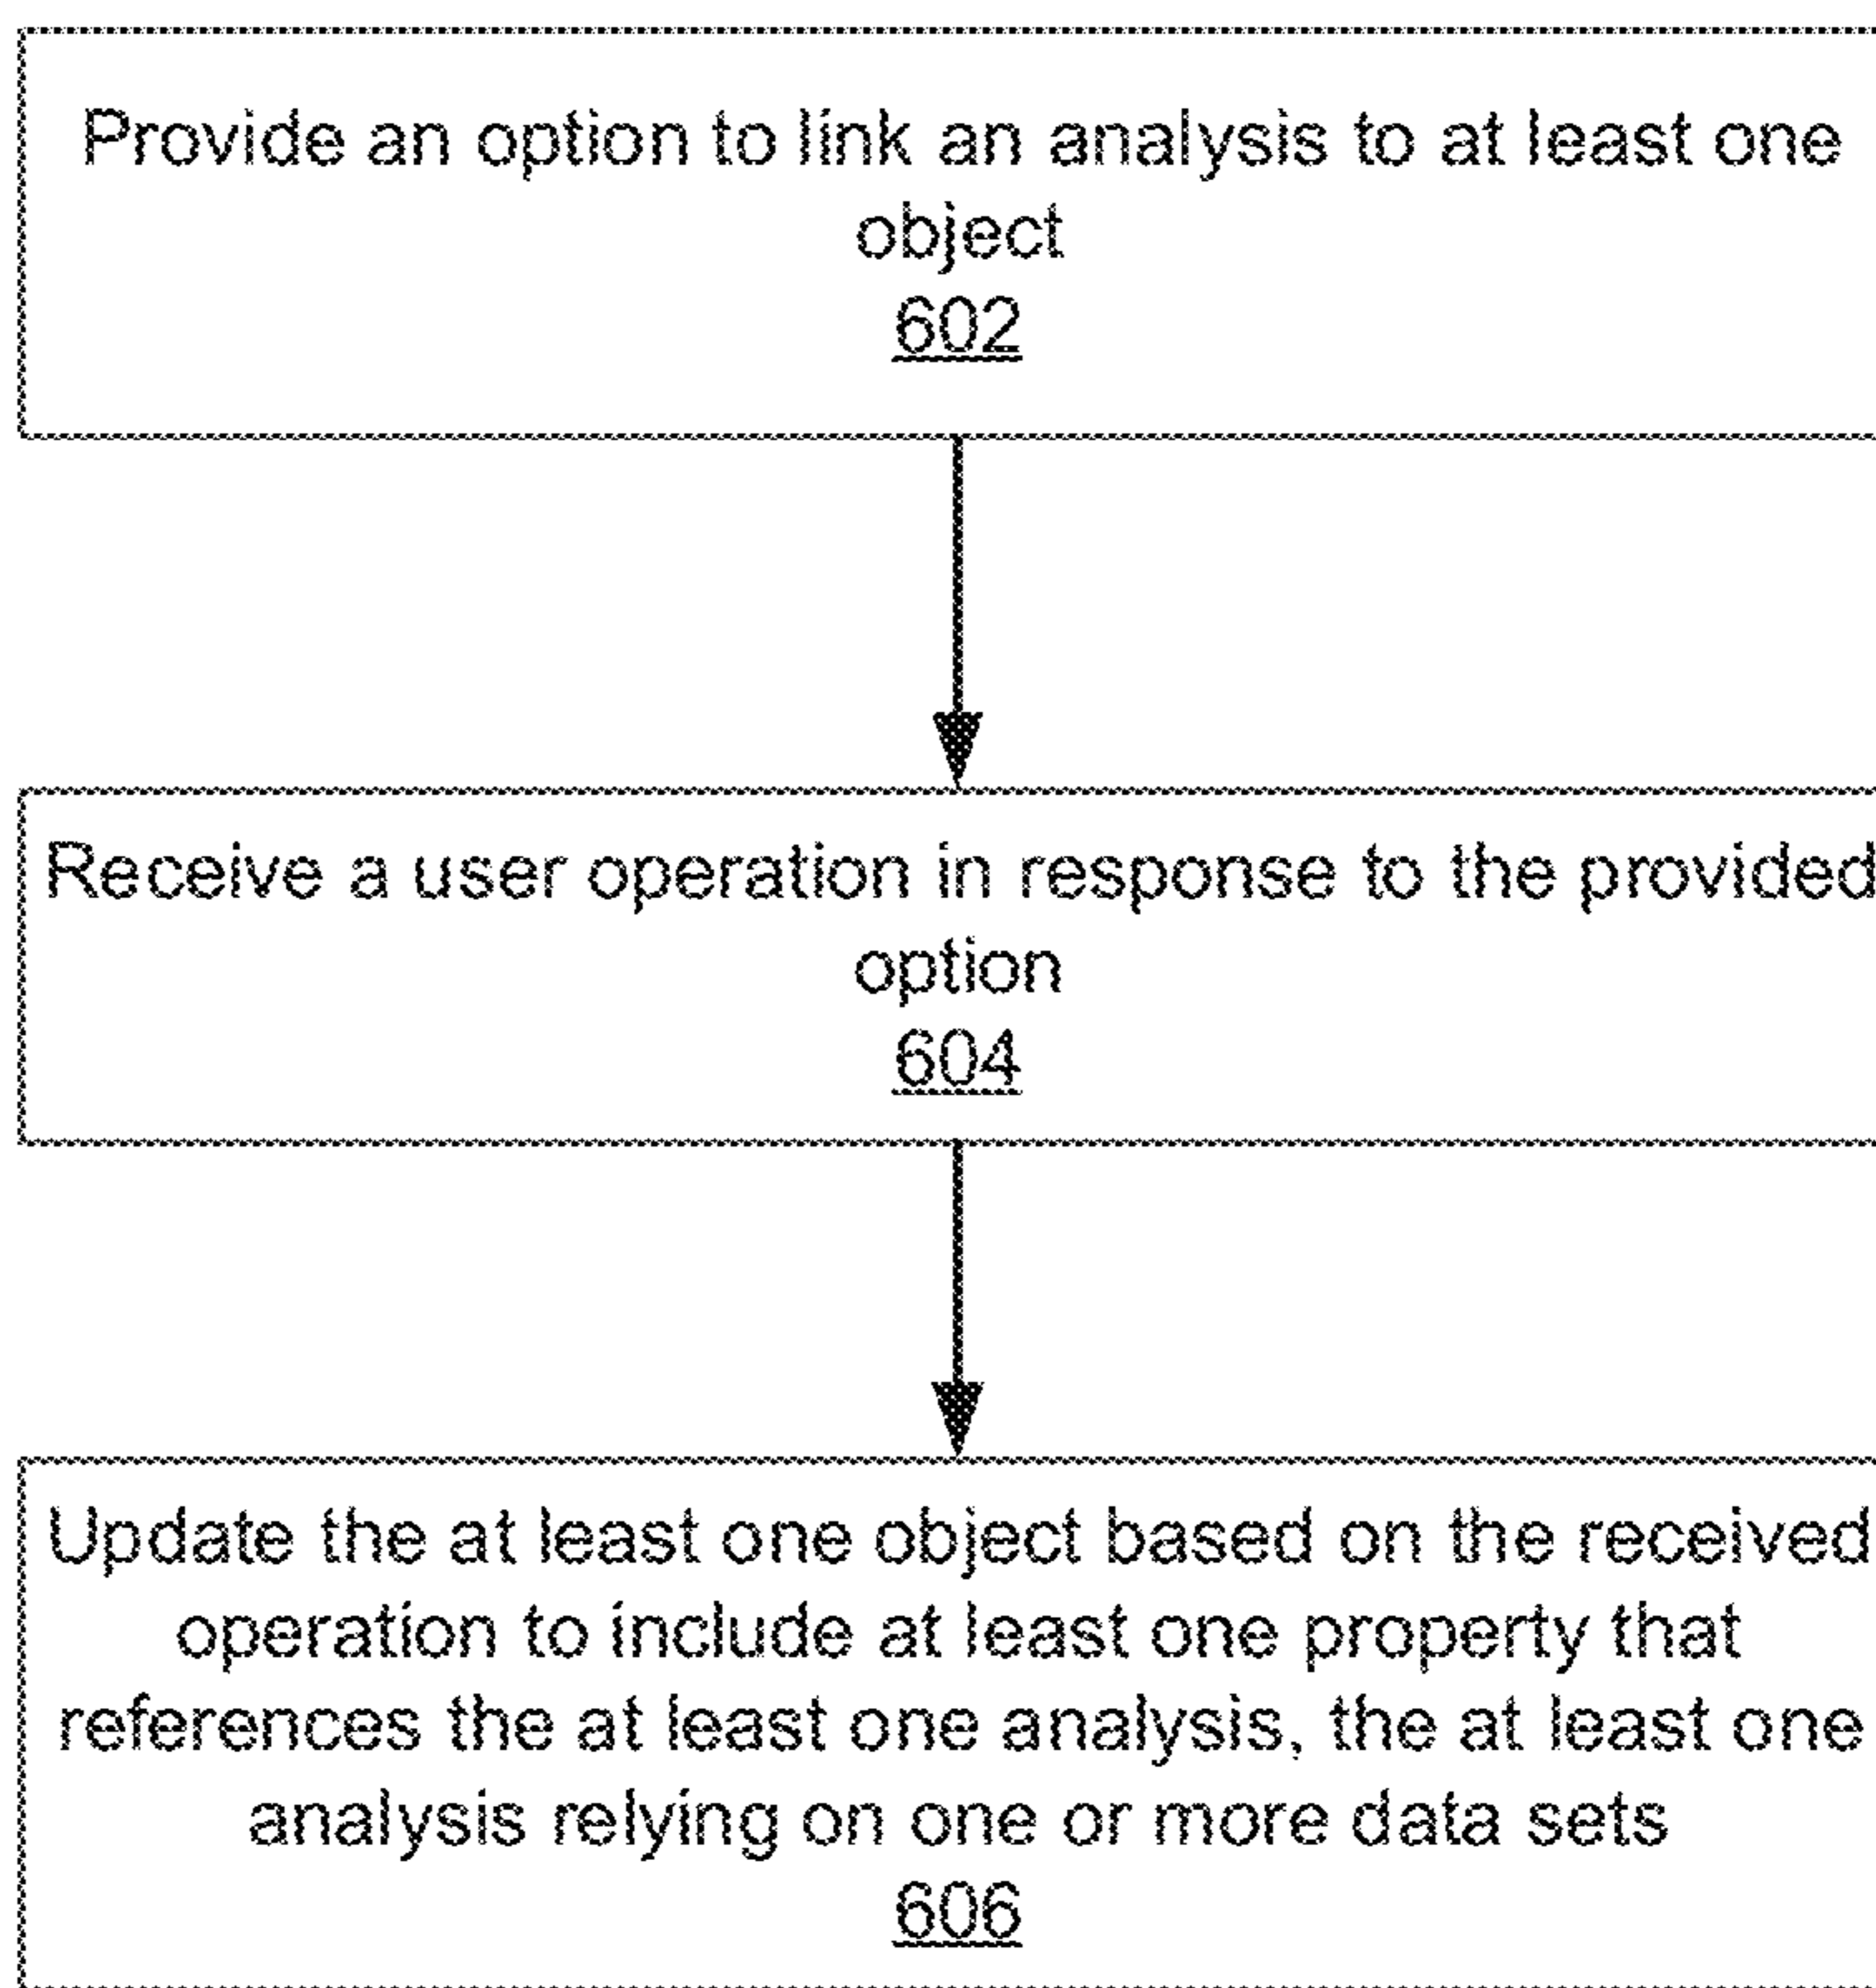 Provide an option to link an analysis to at least one
object
602
Receive a user operation in response to the provided
option
604
Update the at least one object based on the received
operation to include at least one property that
references the at least one analysis, the at least one
analysis relying on one or more data sets
606